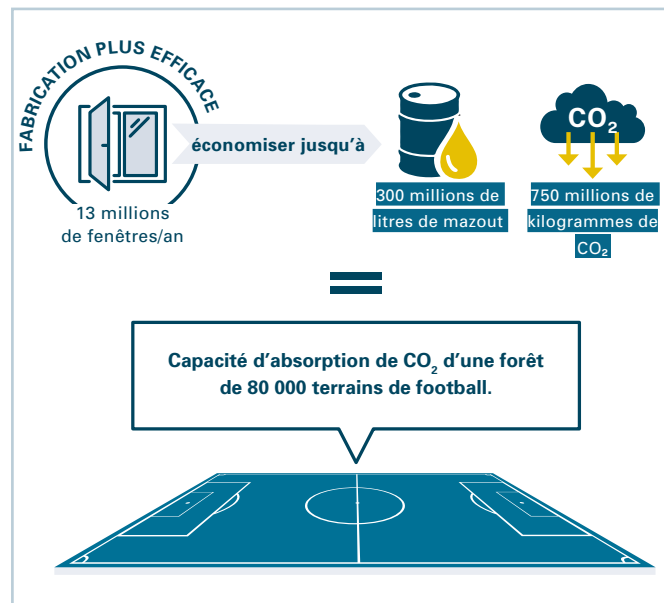 FABRICATION PLUS EFFICACE
13 millions
de fenêtres/an
économiser jusqu'à
300 millions de
litres de mazout
CO₂
750 millions de
kilogrammes de
CO₂
Capacité d'absorption de CO₂ d'une forêt
de 80 000 terrains de football.